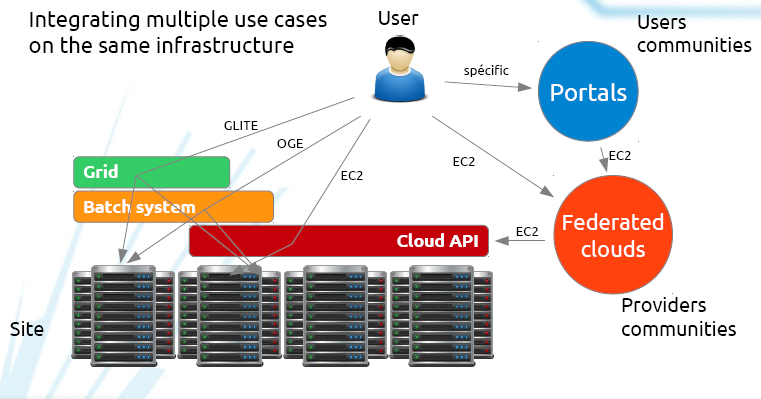 Integrating multiple use cases
on the same infrastructure
User
Users
communities
spécific
Portals
GLITE
OGE
EC2
EC2
EC2
Grid
Batch system
Cloud API
EC2
Federated
clouds
Site
Providers
communities